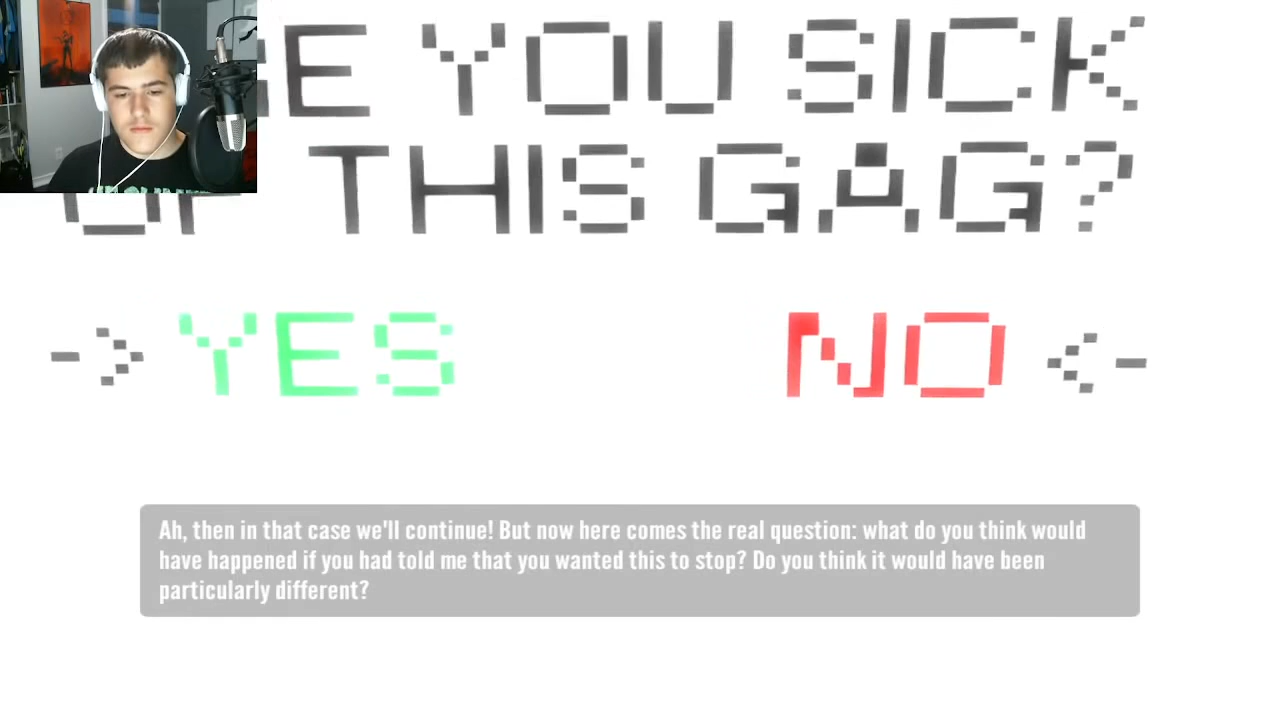 YOU SICK
THIS GAG?
-> YES NO <-
Ah, then in that case we'll continue! But now here comes the real question: what do you think would
have happened if you had told me that you wanted this to stop? Do you think it would have been
particularly different?